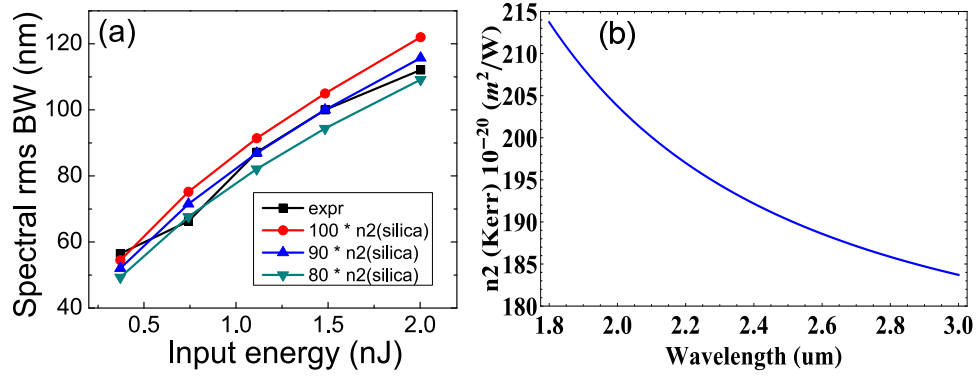 (a)
Spectral rms BW (nm)
120
100
80
60
40
expr
100 * n2(silica)
90 * n2(silica)
80 * n2(silica)
0.5 1.0 1.5 2.0
Input energy (nJ)
(b)
n2 (Kerr) 10⁻²⁰ (m²/W)
215
210
205
200
195
190
185
180
1.8 2.0 2.2 2.4 2.6 2.8 3.0
Wavelength (um)